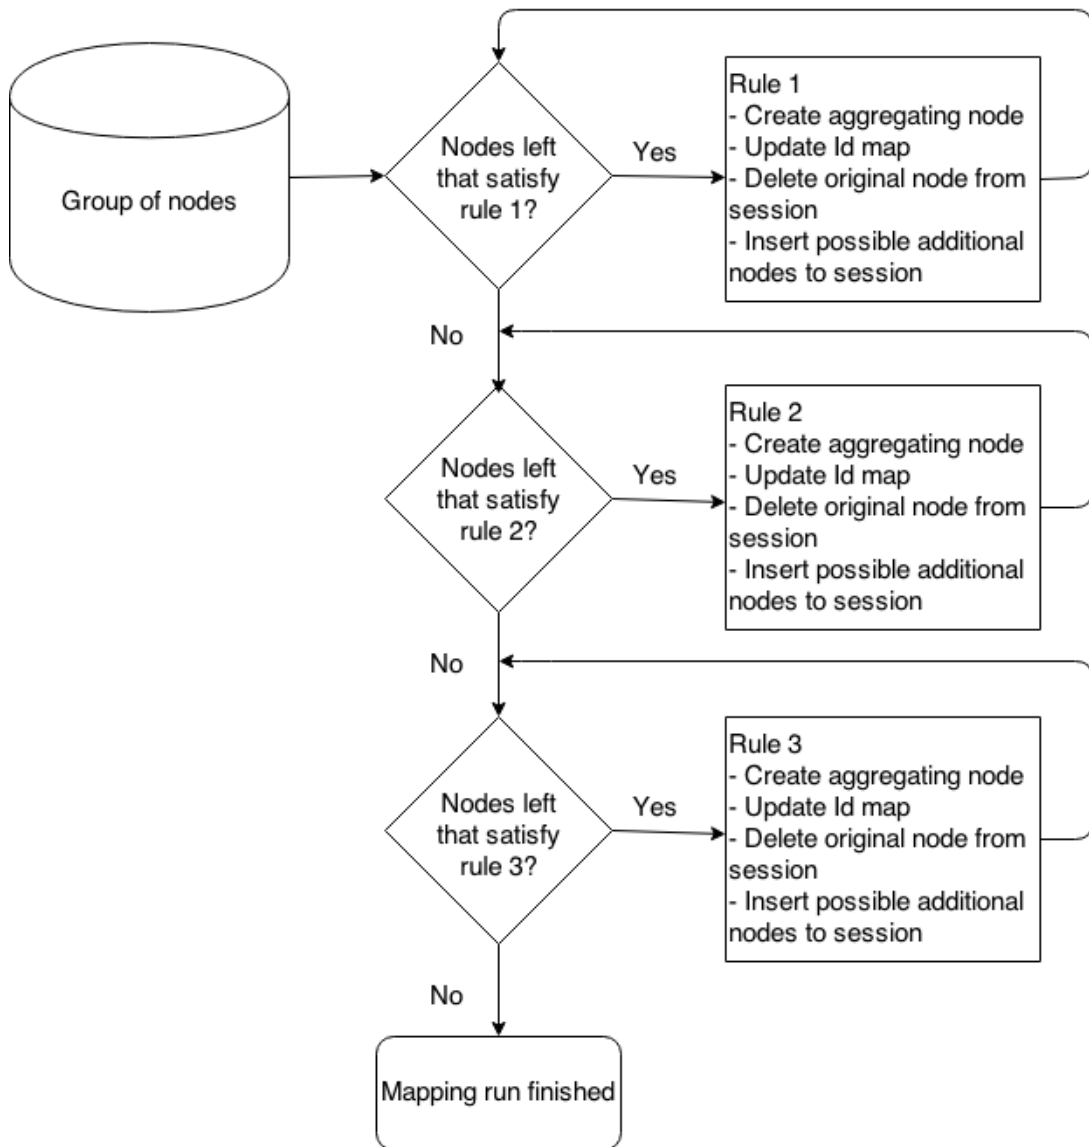 Group of nodes
Nodes left
that satisfy
rule 1?
Yes
Rule 1
- Create aggregating node
- Update Id map
- Delete original node from
session
- Insert possible additional
nodes to session
No
Nodes left
that satisfy
rule 2?
Yes
Rule 2
- Create aggregating node
- Update Id map
- Delete original node from
session
- Insert possible additional
nodes to session
No
Nodes left
that satisfy
rule 3?
Yes
Rule 3
- Create aggregating node
- Update Id map
- Delete original node from
session
- Insert possible additional
nodes to session
No
Mapping run finished